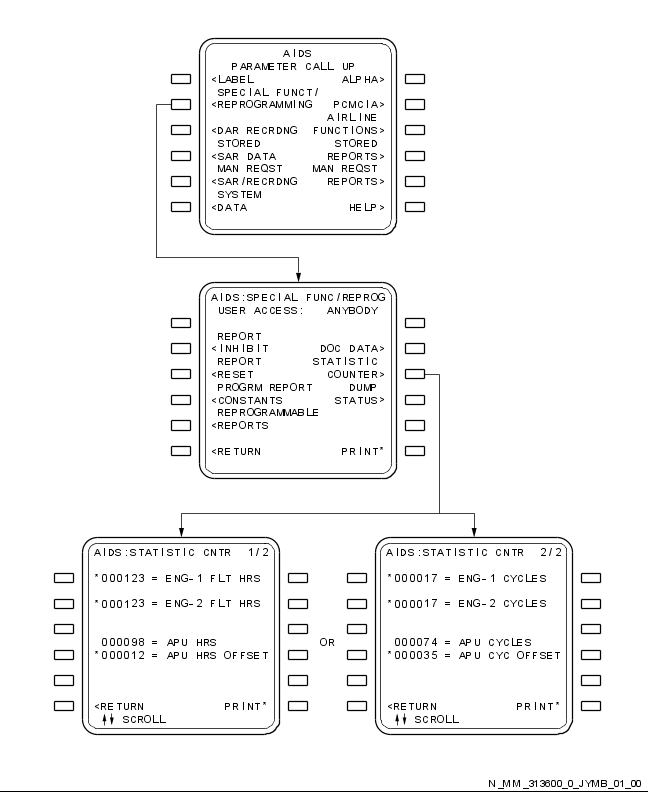 AIDS
PARAMETER CALL UP
<LABEL ALPHA>
SPECIAL FUNCT/
<REPROGRAMMING PCMCIA>
AIRLINE
<DAR RECRDNG FUNCTIONS>
STORED STORED
<SAR DATA REPORTS>
MAN REQST MAN REQST
<SAR/RECRDNG REPORTS>
SYSTEM
<DATA HELP>
AIDS:SPECIAL FUNC/REPROG
USER ACCESS: ANYBODY
REPORT
<INHIBIT DOC DATA>
REPORT STATISTIC
<RESET COUNTER>
PROGRM REPORT DUMP
<CONSTANTS STATUS>
REPROGRAMMABLE
<REPORTS
<RETURN PRINT*
AIDS:STATISTIC CNTR 1/2
*000123 = ENG-1 FLT HRS
*000123 = ENG-2 FLT HRS
000098 = APU HRS
*000012 = APU HRS OFFSET
<RETURN PRINT*
↑↓ SCROLL
OR
AIDS:STATISTIC CNTR 2/2
*000017 = ENG-1 CYCLES
*000017 = ENG-2 CYCLES
000074 = APU CYCLES
*000035 = APU CYC OFFSET
<RETURN PRINT*
↑↓ SCROLL
N_MM_313600_0_JYMB_01_00